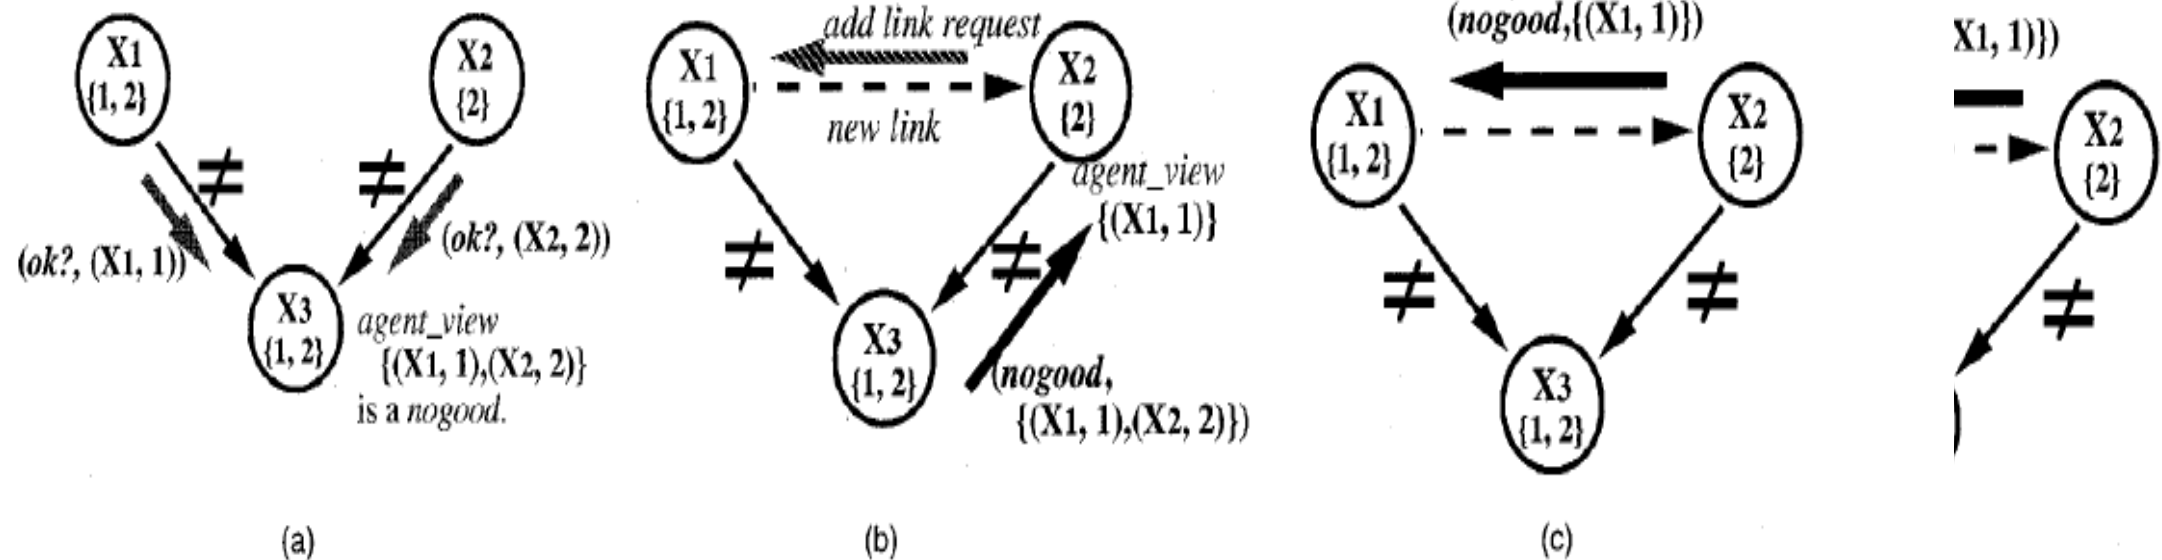 X1
{1, 2}
X2
{2}
≠
≠
(ok?, (X1, 1))
(ok?, (X2, 2))
X3
{1, 2}
agent_view
{(X1, 1),(X2, 2)}
is a nogood.
(a)
add link request
X1
{1, 2}
X2
{2}
new link
agent_view
{(X1, 1)}
≠
≠
X3
{1, 2}
(nogood,
{(X1, 1),(X2, 2)})
(b)
(nogood,{(X1, 1)})
X1
{1, 2}
X2
{2}
≠
≠
X3
{1, 2}
(c)
X1, 1)})
X2
{2}
≠